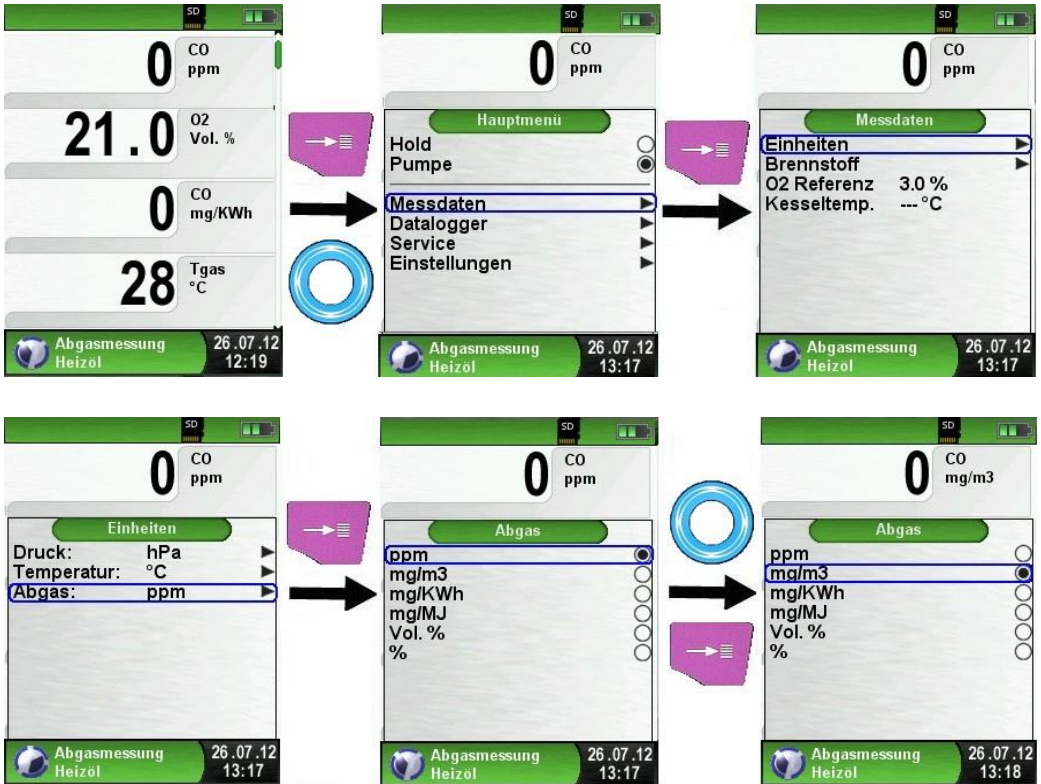 SD
0 CO
ppm
21.0 O2
Vol. %
0 CO
mg/KWh
28 Tgas
°C
Abgasmessung 26.07.12
Heizöl 12:19
SD
0 CO
ppm
Hauptmenü
Hold
Pumpe
Messdaten
Datalogger
Service
Einstellungen
Abgasmessung 26.07.12
Heizöl 13:17
SD
0 CO
ppm
Messdaten
Einheiten
Brennstoff
O2 Referenz 3.0 %
Kesseltemp. --- °C
Abgasmessung 26.07.12
Heizöl 13:17
SD
0 CO
ppm
Einheiten
Druck: hPa
Temperatur: °C
Abgas: ppm
Abgasmessung 26.07.12
Heizöl 13:17
SD
0 CO
ppm
Abgas
ppm
mg/m3
mg/KWh
mg/MJ
Vol. %
%
Abgasmessung 26.07.12
Heizöl 13:17
SD
0 CO
mg/m3
Abgas
ppm
mg/m3
mg/KWh
mg/MJ
Vol. %
%
Abgasmessung 26.07.12
Heizöl 13:18